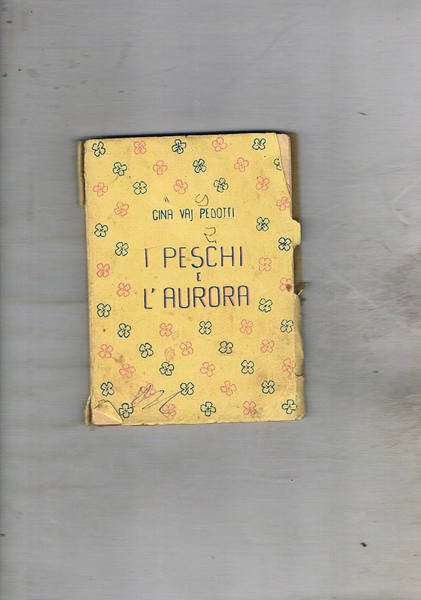 GINA VAJ PEDOTTI
I PESCHI
E
L'AURORA